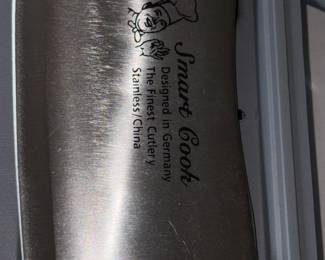 Smart Cook
Designed in Germany
The Finest Cutlery
Stainless/China